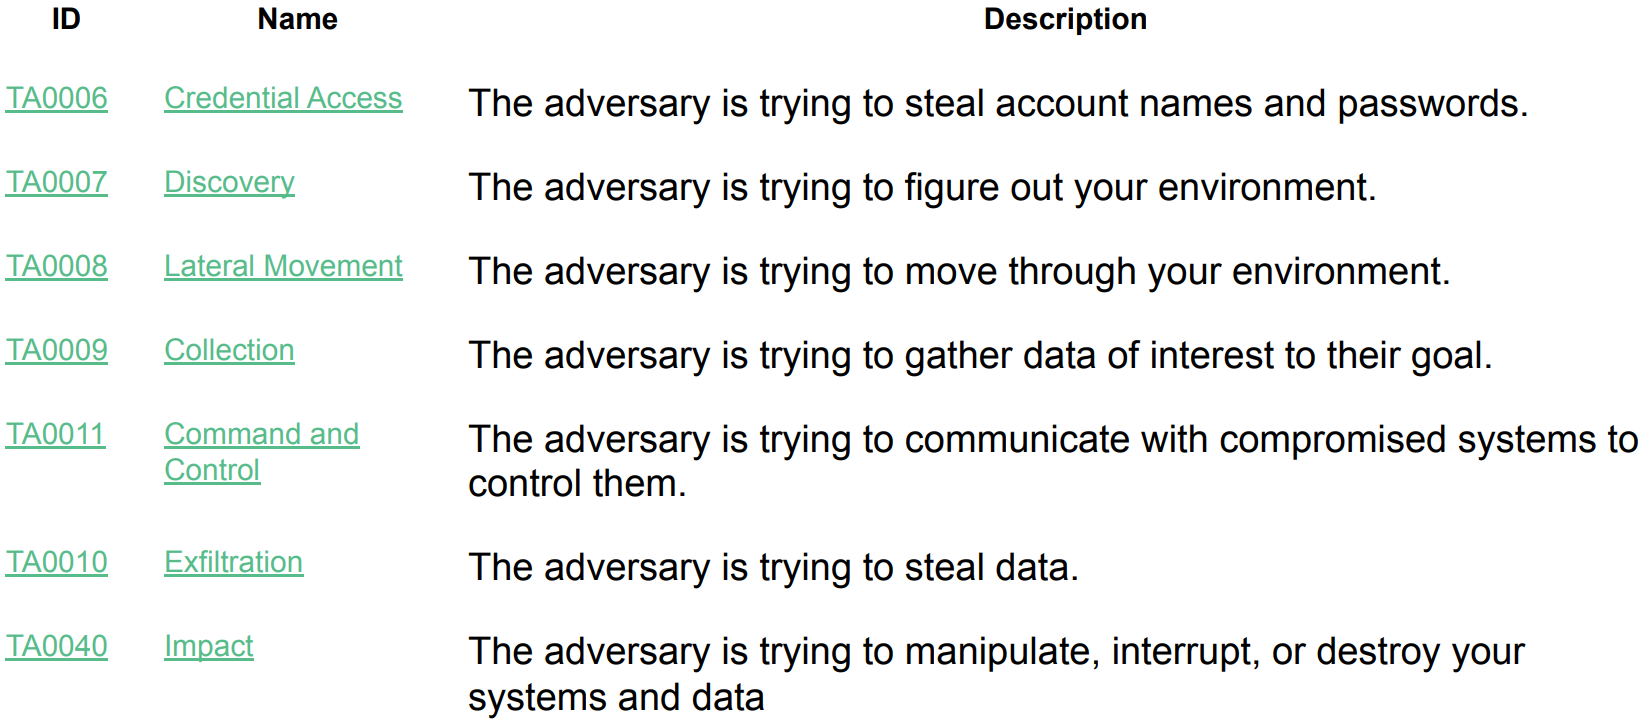 ID Name Description
TA0006 Credential Access The adversary is trying to steal account names and passwords.
TA0007 Discovery The adversary is trying to figure out your environment.
TA0008 Lateral Movement The adversary is trying to move through your environment.
TA0009 Collection The adversary is trying to gather data of interest to their goal.
TA0011 Command and The adversary is trying to communicate with compromised systems to
Control control them.
TA0010 Exfiltration The adversary is trying to steal data.
TA0040 Impact The adversary is trying to manipulate, interrupt, or destroy your
systems and data